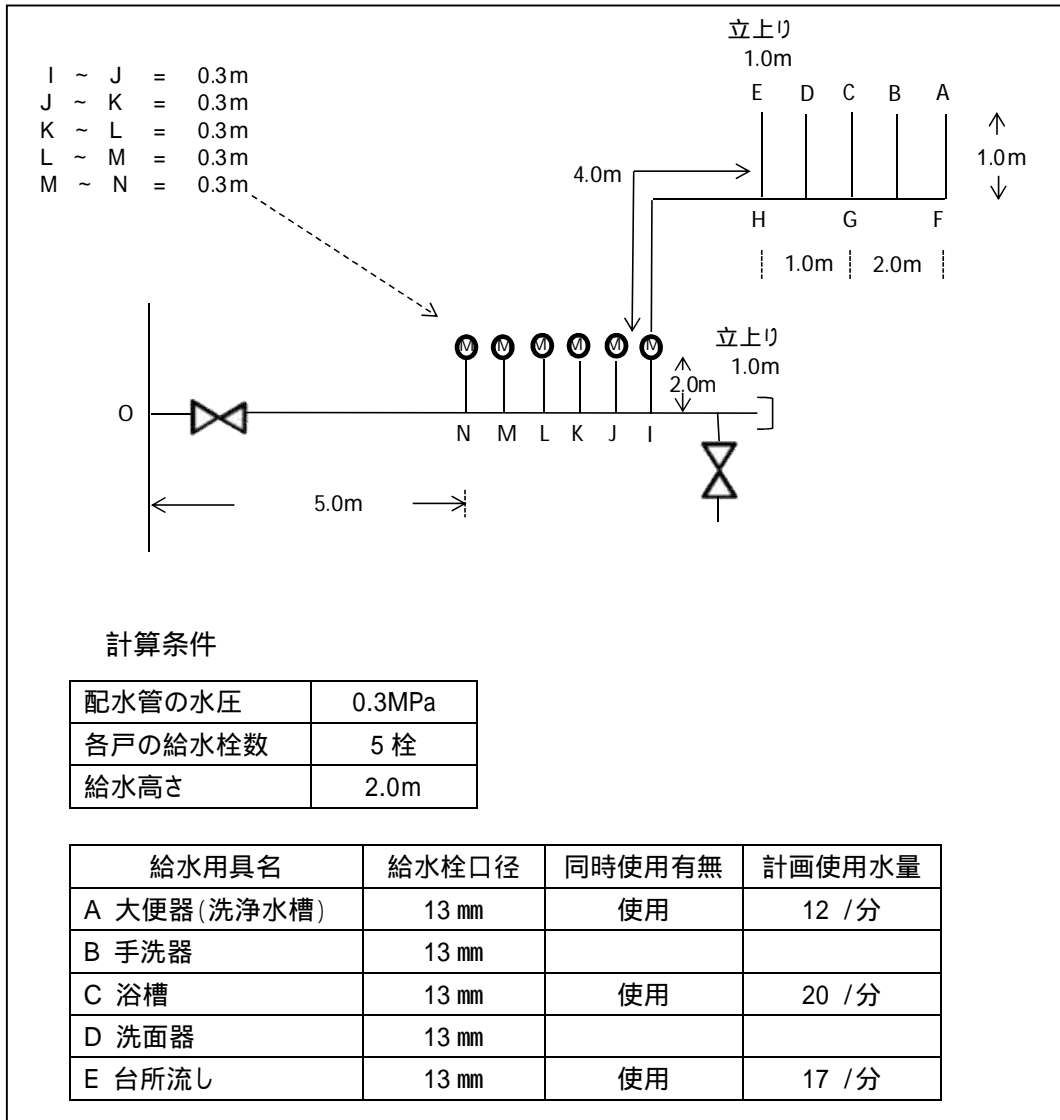 立上り
1.0m
I ~ J = 0.3m
J ~ K = 0.3m
K ~ L = 0.3m
L ~ M = 0.3m
M ~ N = 0.3m
E D C B A
1.0m
4.0m
H G F
1.0m 2.0m
M M M M M M
立上り
1.0m
2.0m
O
N M L K J I
5.0m
計算条件
配水管の水圧 0.3MPa
各戸の給水栓数 5 栓
給水高さ 2.0m
給水用具名 給水栓口径 同時使用有無 計画使用水量
A 大便器(洗浄水槽) 13 ㎜ 使用 12 /分
B 手洗器 13 ㎜
C 浴槽 13 ㎜ 使用 20 /分
D 洗面器 13 ㎜
E 台所流し 13 ㎜ 使用 17 /分